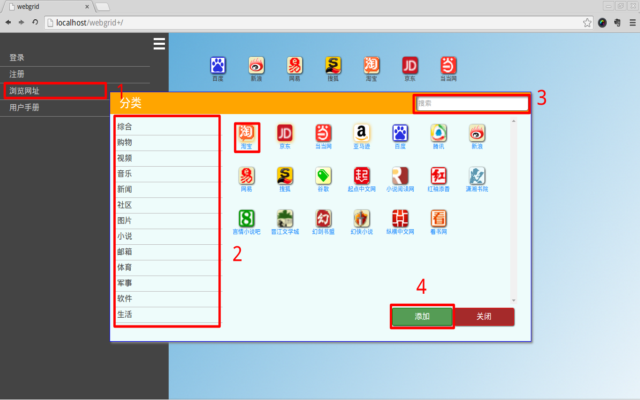 webgrid
localhost/webgrid+/
登录
注册
浏览网址
用户手册
百度 新浪 网易 搜狐 淘宝 京东 当当网
1
分类
搜索
3
综合
购物
视频
音乐
新闻
社区
图片
小说
邮箱
体育
军事
软件
生活
2
淘宝 京东 当当网 亚马逊 百度 腾讯 新浪
网易 搜狐 谷歌 起点中文网 小说阅读网 红袖添香 潇湘书院
言情小说吧 晋江文学城 幻剑书盟 幻侠小说 纵横中文网 看书网
4
添加
关闭